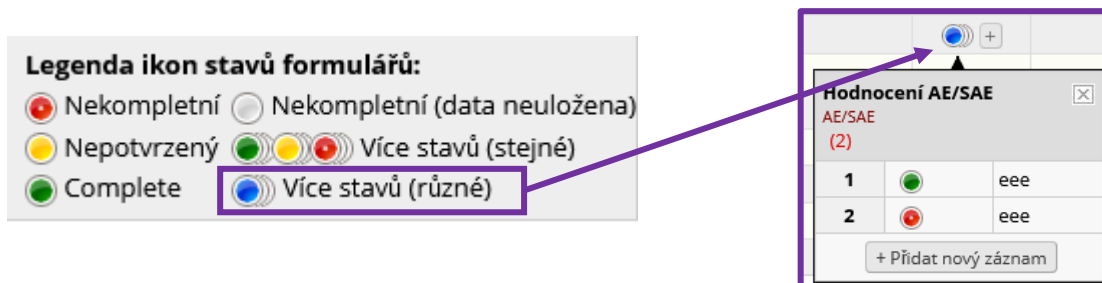 Legenda ikon stavů formulářů:
Nekompletní Nekompletní (data neuložena)
Nepotvrzený Více stavů (stejné)
Complete Více stavů (různé)
+
Hodnocení AE/SAE
AE/SAE
(2)
1 eee
2 eee
+ Přidat nový záznam